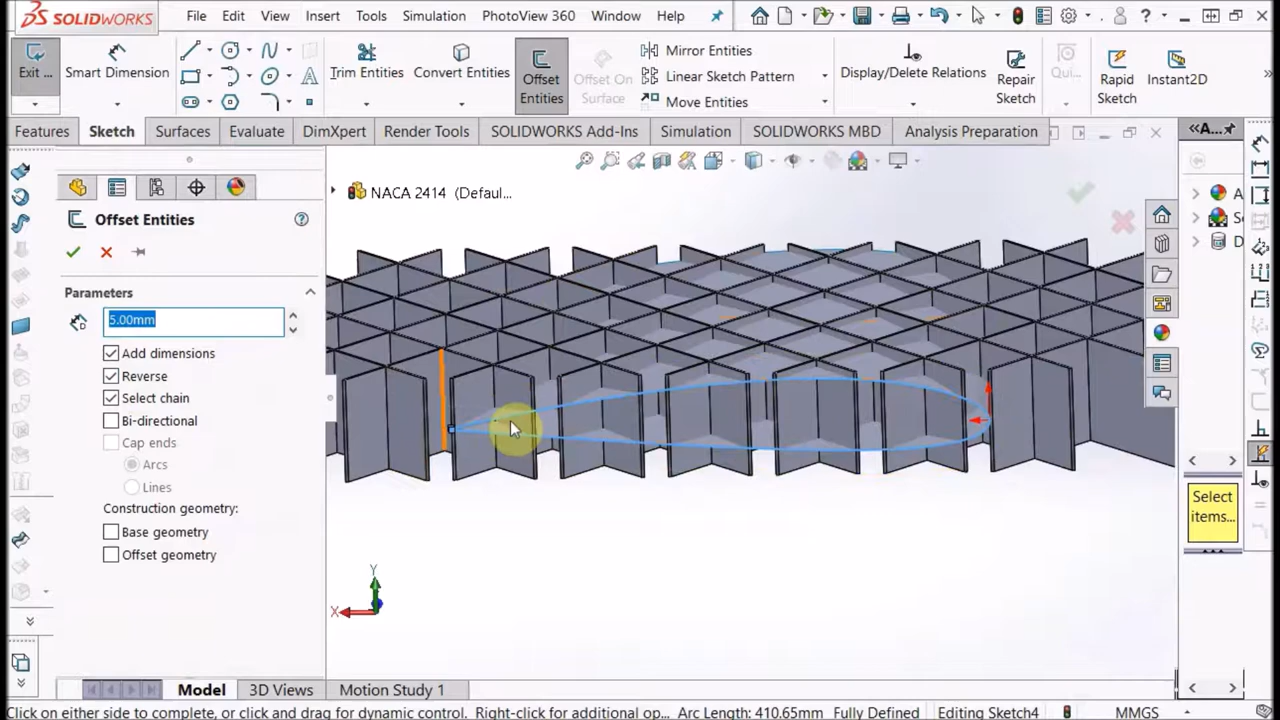 SOLIDWORKS File Edit View Insert Tools Simulation PhotoView 360 Window Help
Exit ... Smart Dimension Trim Entities Convert Entities Offset Entities Offset On Surface Mirror Entities Linear Sketch Pattern Move Entities Display/Delete Relations Repair Sketch Qui... Rapid Sketch Instant2D
Features Sketch Surfaces Evaluate DimXpert Render Tools SOLIDWORKS Add-Ins Simulation SOLIDWORKS MBD Analysis Preparation
«A...
NACA 2414 (Defaul...
A
S
D
Offset Entities
Parameters
5.00mm
Add dimensions
Reverse
Select chain
Bi-directional
Cap ends
Arcs
Lines
Construction geometry:
Base geometry
Offset geometry
Select
items...
Y
X
Model 3D Views Motion Study 1
Click on either side to complete, or click and drag for dynamic control. Right-click for additional op... Arc Length: 410.65mm Fully Defined Editing Sketch4 MMGS